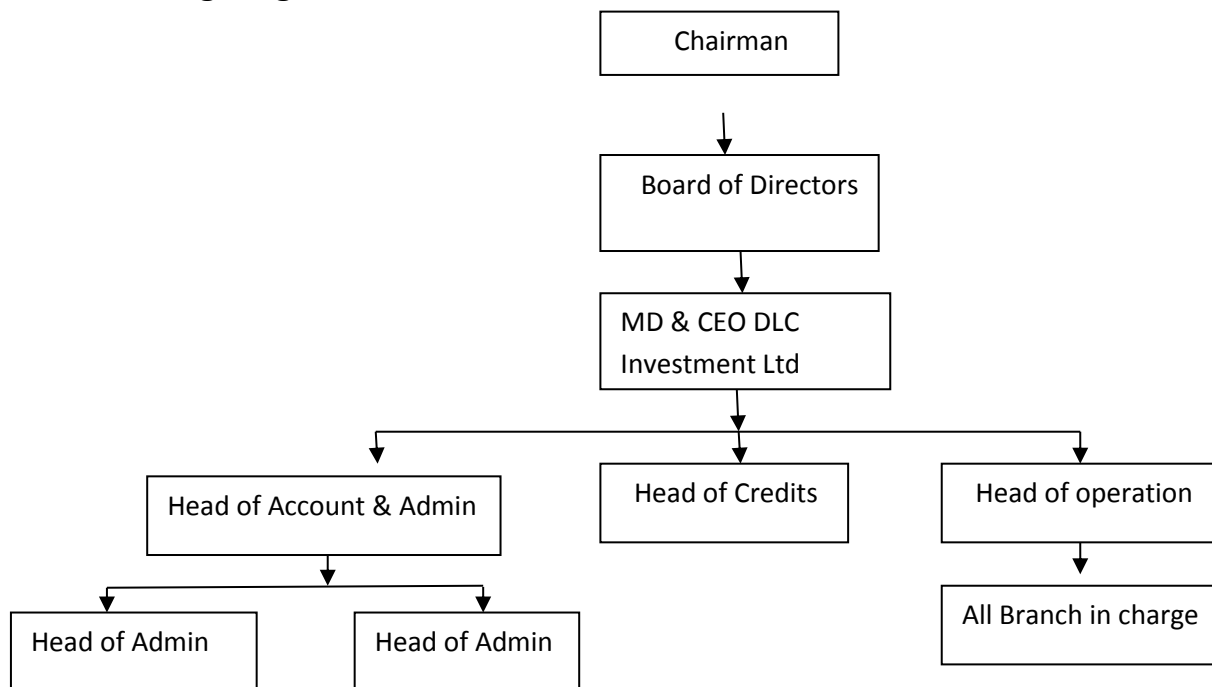 Chairman
Board of Directors
MD & CEO DLC
Investment Ltd
Head of Account & Admin
Head of Credits
Head of operation
Head of Admin
Head of Admin
All Branch in charge